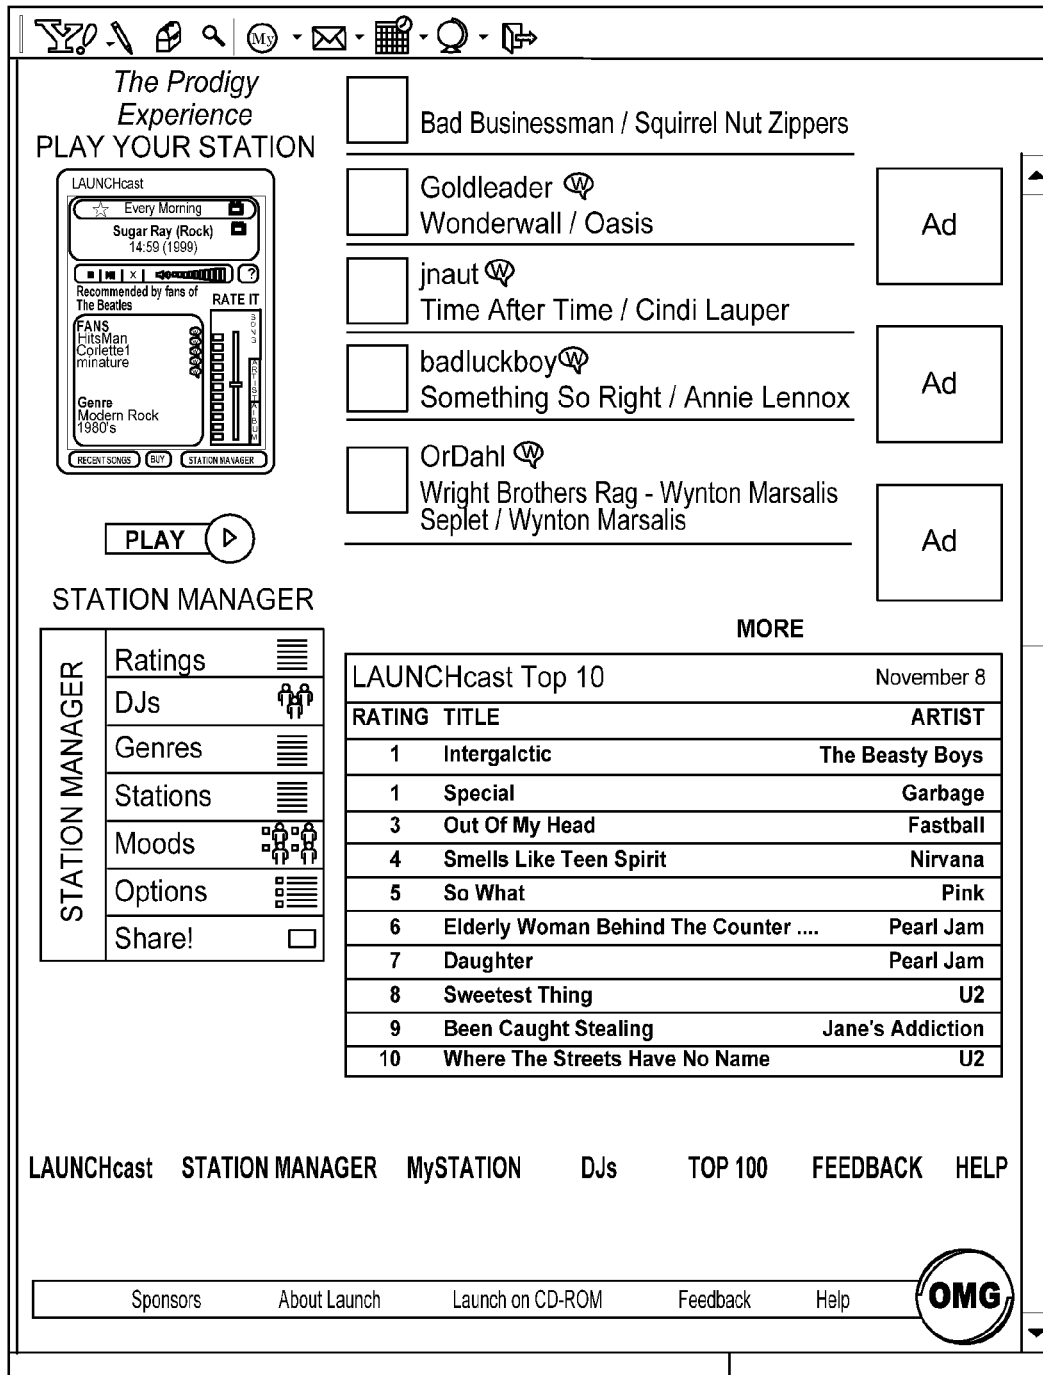 Y!
My
The Prodigy
Experience
PLAY YOUR STATION
LAUNCHcast
Every Morning
Sugar Ray (Rock)
14:59 (1999)
X
?
Recommended by fans of
The Beatles
RATE IT
FANS
HitsMan
Corlette1
minature
Genre
Modern Rock
1980's
SONG
ARTIST
ALBUM
RECENT SONGS
BUY
STATION MANAGER
PLAY
STATION MANAGER
STATION MANAGER
Ratings
DJs
Genres
Stations
Moods
Options
Share!
Bad Businessman / Squirrel Nut Zippers
Goldleader W
Wonderwall / Oasis
jnaut W
Time After Time / Cindi Lauper
badluckboy W
Something So Right / Annie Lennox
OrDahl W
Wright Brothers Rag - Wynton Marsalis
Seplet / Wynton Marsalis
Ad
Ad
Ad
MORE
LAUNCHcast Top 10 November 8
RATING TITLE ARTIST
1 Intergalctic The Beasty Boys
1 Special Garbage
3 Out Of My Head Fastball
4 Smells Like Teen Spirit Nirvana
5 So What Pink
6 Elderly Woman Behind The Counter .... Pearl Jam
7 Daughter Pearl Jam
8 Sweetest Thing U2
9 Been Caught Stealing Jane's Addiction
10 Where The Streets Have No Name U2
LAUNCHcast STATION MANAGER MySTATION DJs TOP 100 FEEDBACK HELP
Sponsors About Launch Launch on CD-ROM Feedback Help
OMG